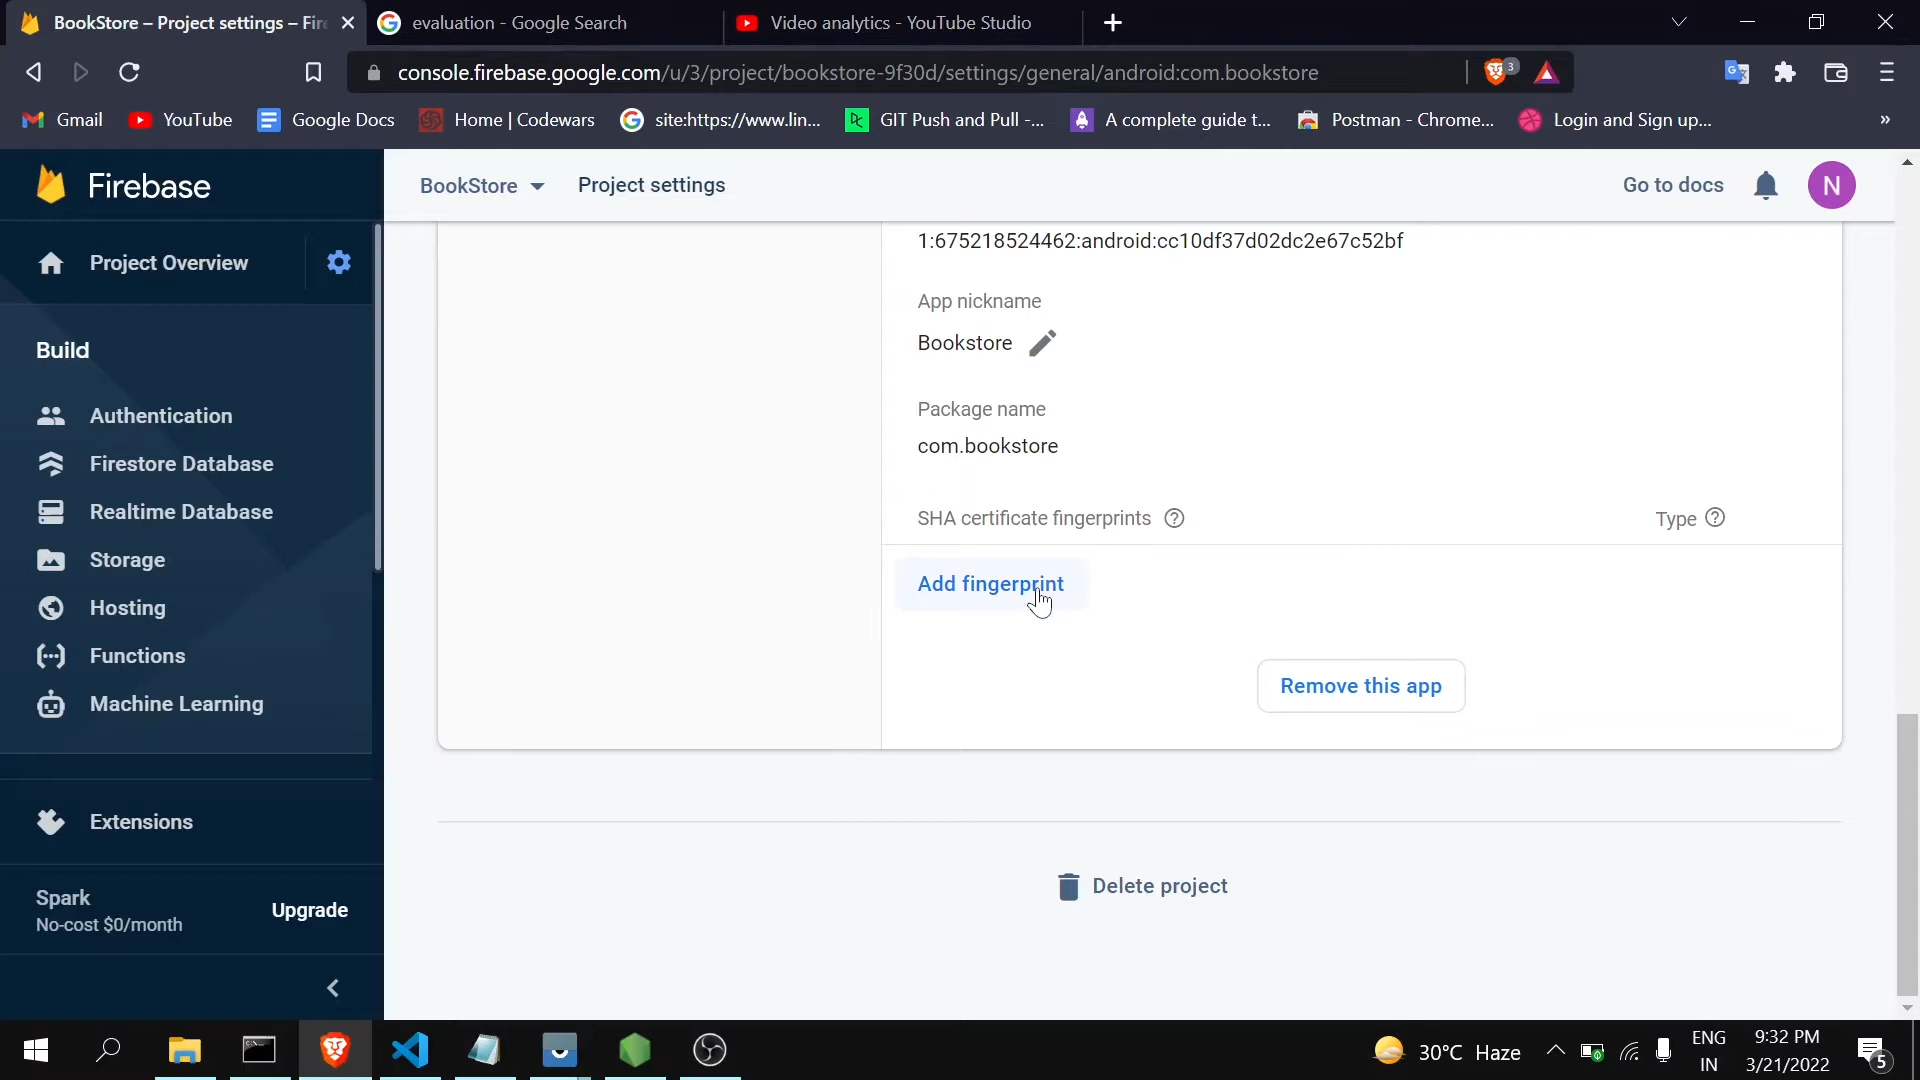 BookStore – Project settings – Fire
evaluation - Google Search
Video analytics - YouTube Studio
console.firebase.google.com/u/3/project/bookstore-9f30d/settings/general/android:com.bookstore
3
Gmail
YouTube
Google Docs
Home | Codewars
site:https://www.lin...
GIT Push and Pull -...
A complete guide t...
Postman - Chrome...
Login and Sign up...
»
Firebase
BookStore
Project settings
Go to docs
N
Project Overview
1:675218524462:android:cc10df37d02dc2e67c52bf
App nickname
Bookstore
Package name
com.bookstore
SHA certificate fingerprints
Type
Add fingerprint
Remove this app
Delete project
Build
Authentication
Firestore Database
Realtime Database
Storage
Hosting
Functions
Machine Learning
Extensions
Spark
No-cost $0/month
Upgrade
30°C Haze
ENG
IN
9:32 PM
3/21/2022
5